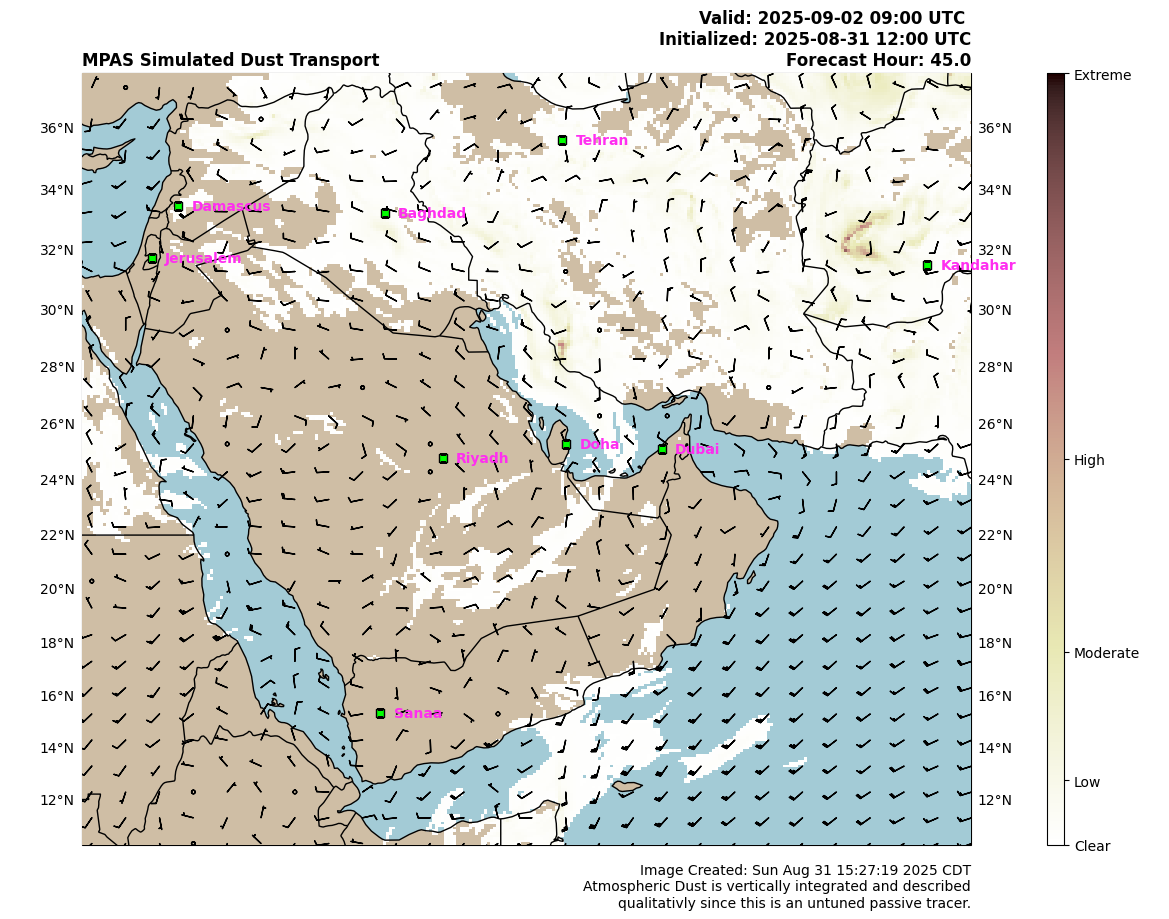 Valid: 2025-09-02 09:00 UTC
Initialized: 2025-08-31 12:00 UTC
MPAS Simulated Dust Transport
Forecast Hour: 45.0
Extreme
High
Moderate
Low
Clear
36°N
34°N
32°N
30°N
28°N
26°N
24°N
22°N
20°N
18°N
16°N
14°N
12°N
36°N
34°N
32°N
30°N
28°N
26°N
24°N
22°N
20°N
18°N
16°N
14°N
12°N
Tehran
Damascus
Baghdad
Jerusalem
Kandahar
Doha
Dubai
Riyadh
Sanaa
Image Created: Sun Aug 31 15:27:19 2025 CDT
Atmospheric Dust is vertically integrated and described
qualitativly since this is an untuned passive tracer.